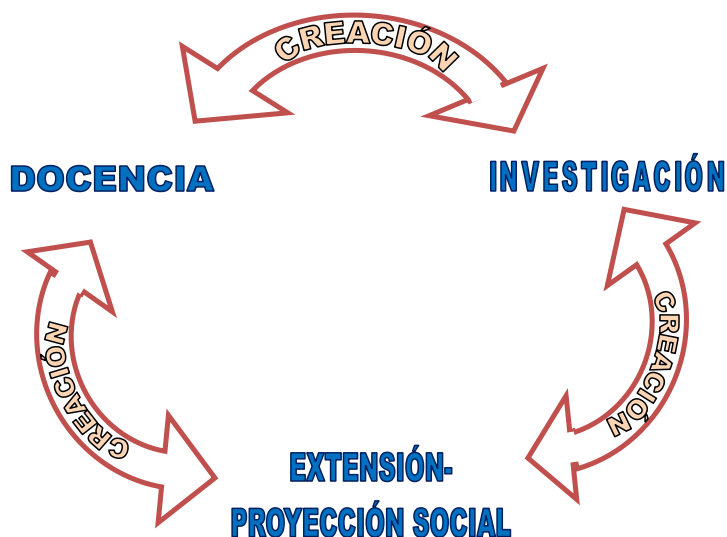 CREACIÓN
DOCENCIA
INVESTIGACIÓN
CREACIÓN
CREACIÓN
EXTENSIÓN-
PROYECCIÓN SOCIAL